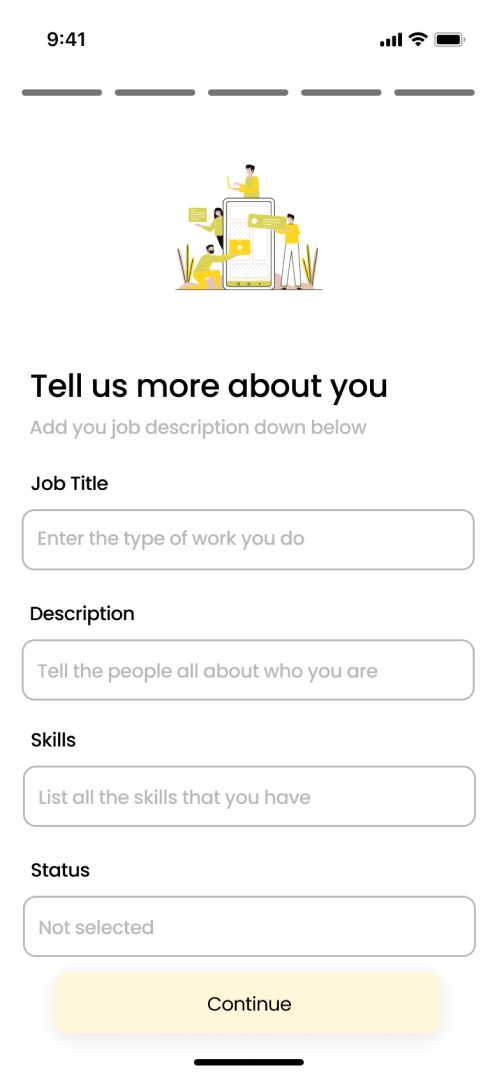 9:41
Tell us more about you
Add you job description down below
Job Title
Enter the type of work you do
Description
Tell the people all about who you are
Skills
List all the skills that you have
Status
Not selected
Continue